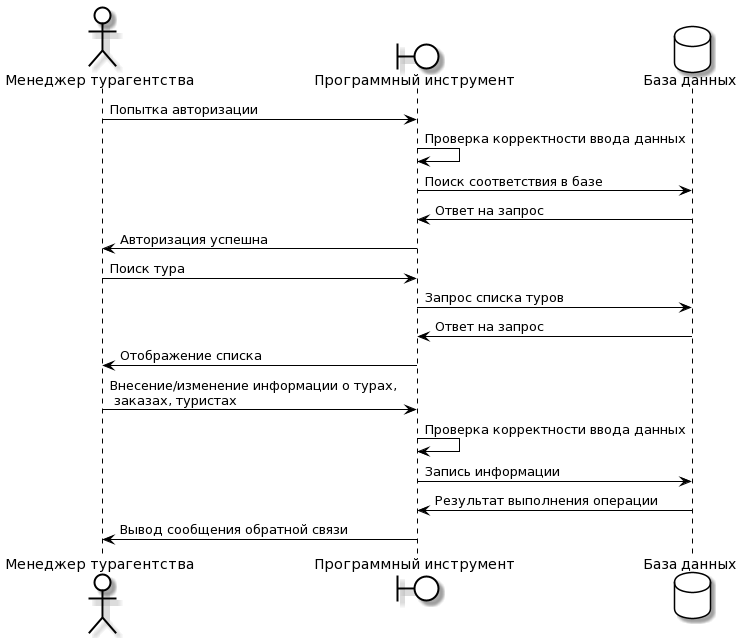 Менеджер турагентства
Программный инструмент
База данных
Попытка авторизации
Проверка корректности ввода данных
Поиск соответствия в базе
Ответ на запрос
Авторизация успешна
Поиск тура
Запрос списка туров
Ответ на запрос
Отображение списка
Внесение/изменение информации о турах,
заказах, туристах
Проверка корректности ввода данных
Запись информации
Результат выполнения операции
Вывод сообщения обратной связи
Менеджер турагентства
Программный инструмент
База данных